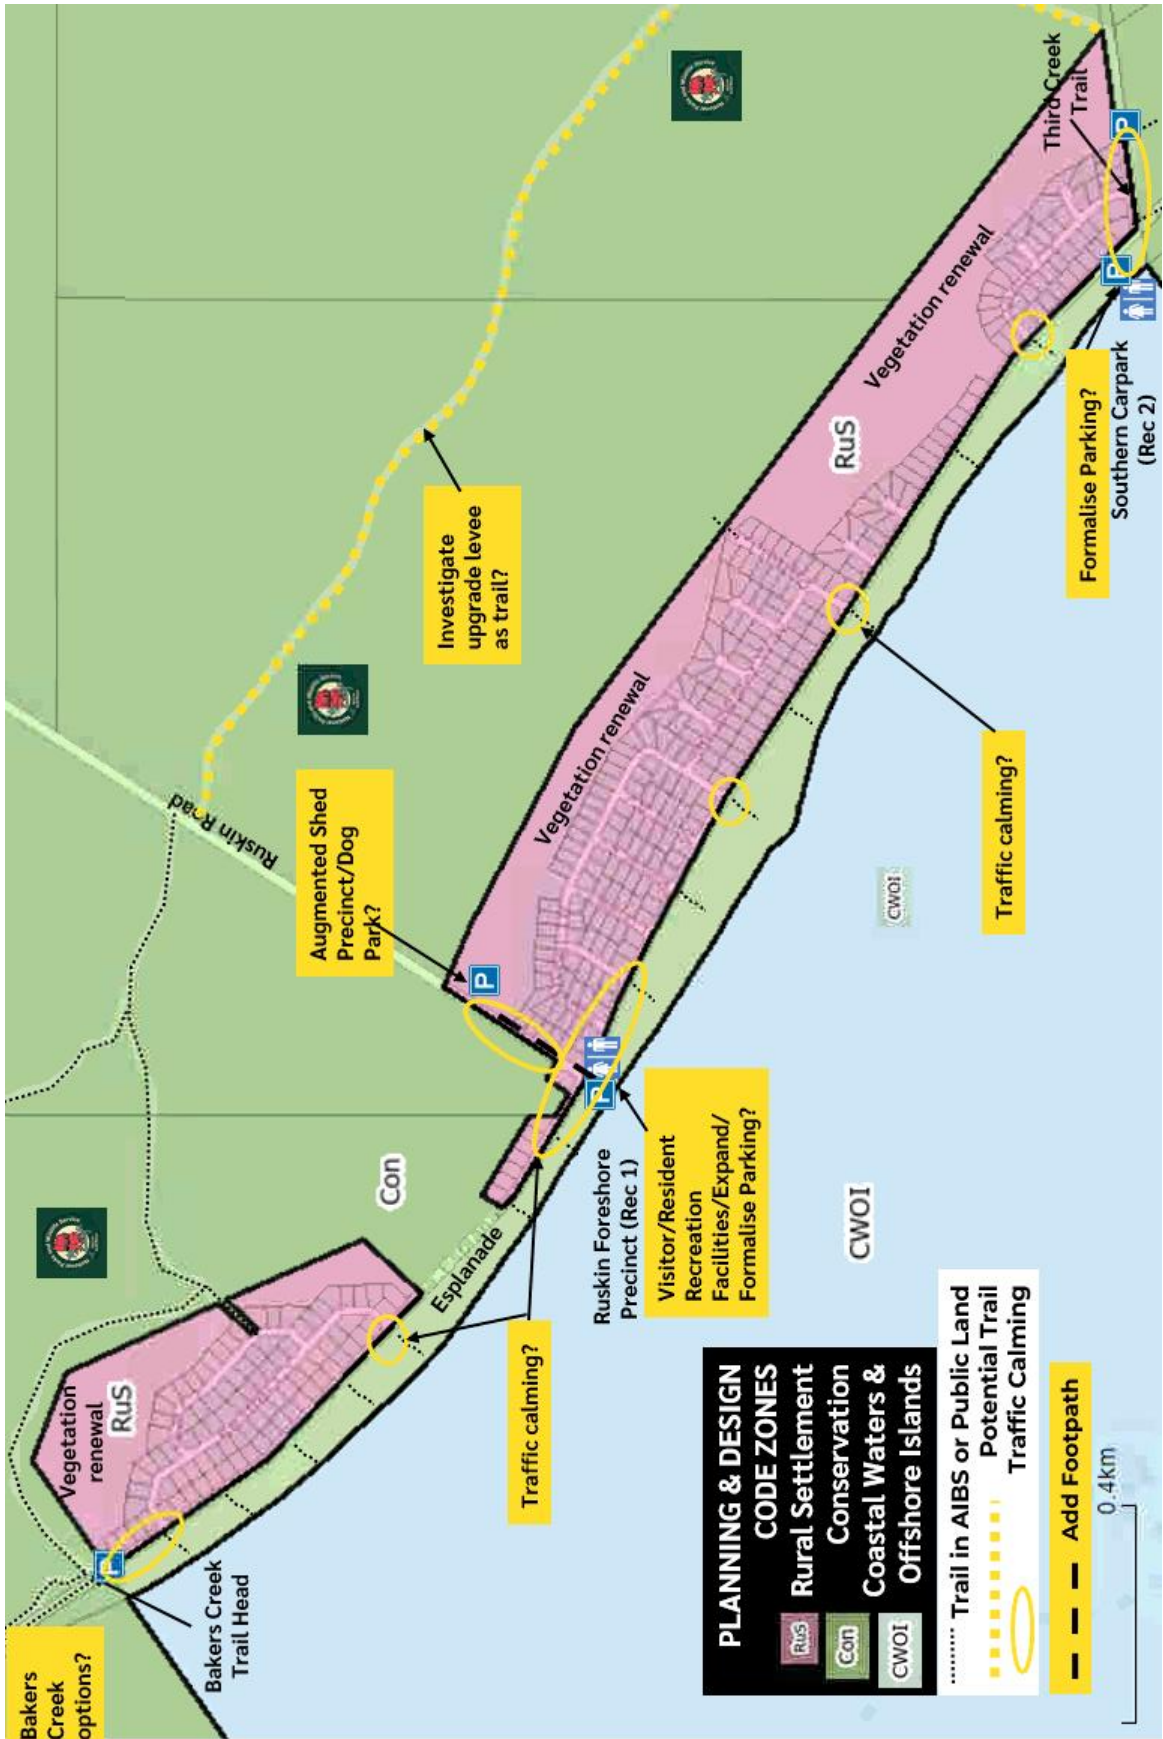 Bakers
Creek
options?
Bakers Creek
Trail Head
Vegetation
renewal
RuS
Traffic calming?
Esplanade
Con
Ruskin Road
Augmented Shed
Precinct/Dog
Park?
P
P
P
Ruskin Foreshore
Precinct (Rec 1)
Visitor/Resident
Recreation
Facilities/Expand/
Formalise Parking?
CWOI
Vegetation renewal
Investigate
upgrade levee
as trail?
CWOI
Traffic calming?
RuS
Vegetation renewal
Third Creek
Trail
P
P
Formalise Parking?
Southern Carpark
(Rec 2)
PLANNING & DESIGN
CODE ZONES
RuS Rural Settlement
Con Conservation
CWOI Coastal Waters &
Offshore Islands
Trail in AIBS or Public Land
Potential Trail
Traffic Calming
Add Footpath
0.4km